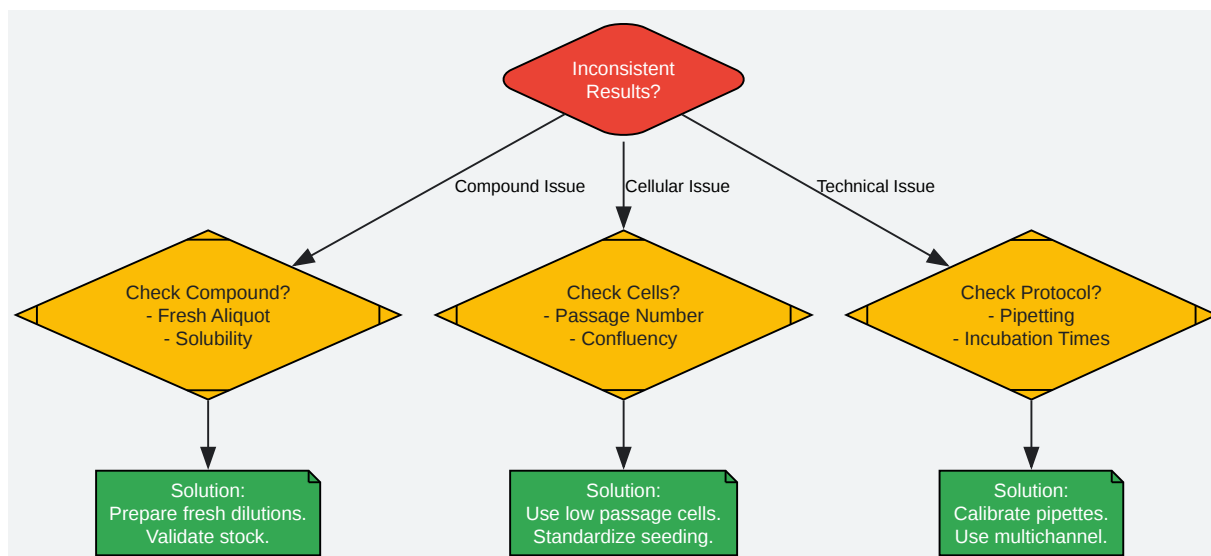 Inconsistent
Results?
Compound Issue
Cellular Issue
Technical Issue
Check Compound?
- Fresh Aliquot
- Solubility
Check Cells?
- Passage Number
- Confluency
Check Protocol?
- Pipetting
- Incubation Times
Solution:
Prepare fresh dilutions.
Validate stock.
Solution:
Use low passage cells.
Standardize seeding.
Solution:
Calibrate pipettes.
Use multichannel.